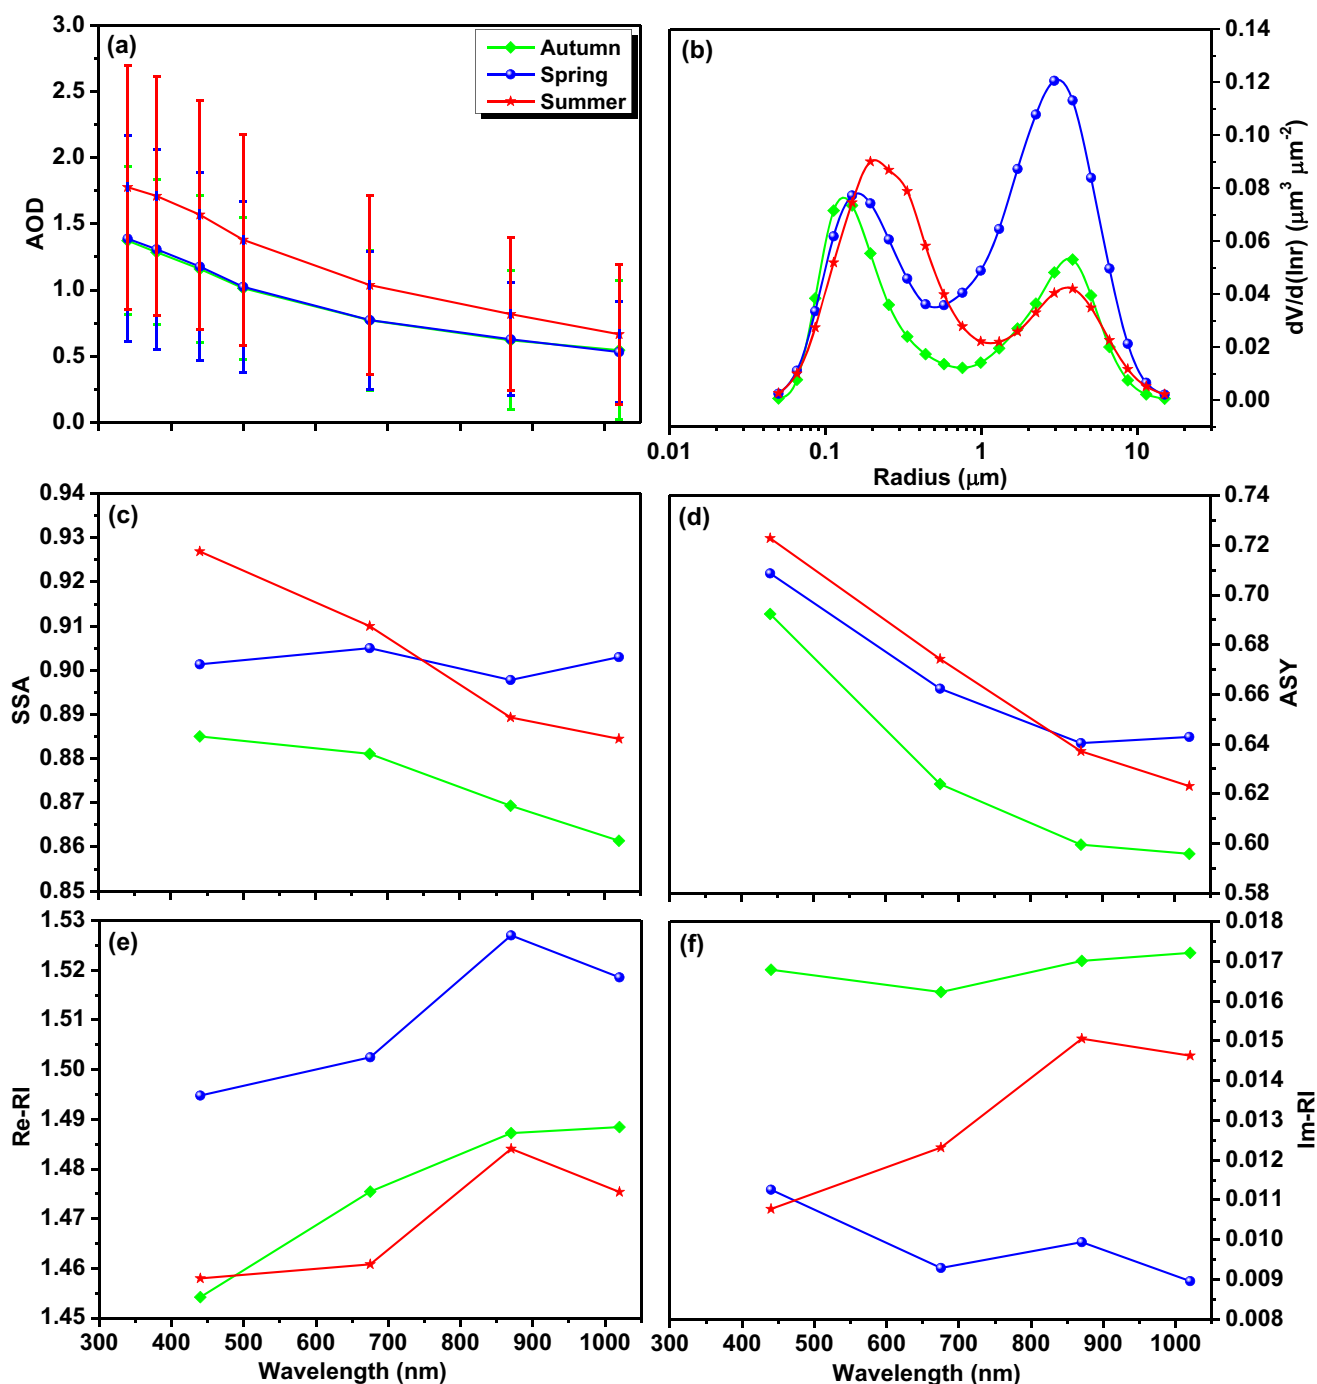 (a)
Autumn
Spring
Summer
3.0
2.5
2.0
1.5
1.0
0.5
0.0
AOD
(b)
0.14
0.12
0.10
0.08
0.06
0.04
0.02
0.00
dV/d(lnr) (μm³ μm⁻²)
0.01 0.1 1 10
Radius (μm)
(c)
0.94
0.93
0.92
0.91
0.90
0.89
0.88
0.87
0.86
0.85
SSA
(d)
0.74
0.72
0.70
0.68
0.66
0.64
0.62
0.60
0.58
ASY
(e)
1.53
1.52
1.51
1.50
1.49
1.48
1.47
1.46
1.45
Re-RI
300 400 500 600 700 800 900 1000
Wavelength (nm)
(f)
0.018
0.017
0.016
0.015
0.014
0.013
0.012
0.011
0.010
0.009
0.008
Im-RI
300 400 500 600 700 800 900 1000
Wavelength (nm)